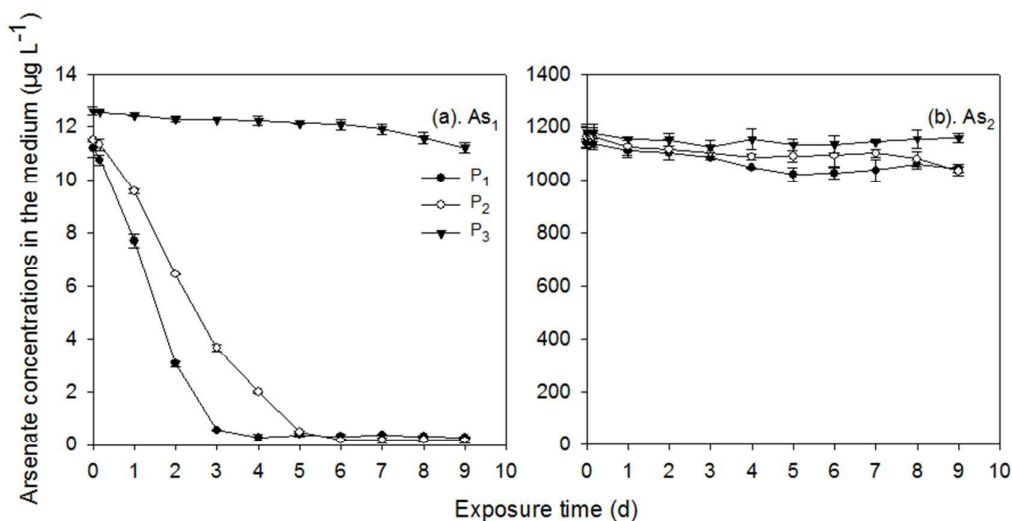 Arsenate concentrations in the medium (µg L⁻¹)
14
12
10
8
6
4
2
0
(a). As₁
P₁
P₂
P₃
0 1 2 3 4 5 6 7 8 9 10
1400
1200
1000
800
600
400
200
0
(b). As₂
0 1 2 3 4 5 6 7 8 9 10
Exposure time (d)